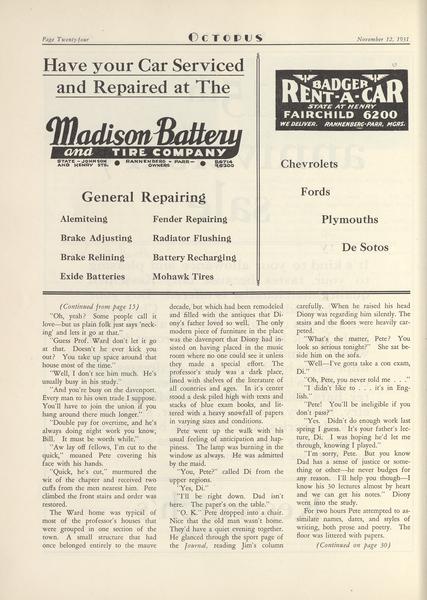 Page Twenty-four
OCTOPUS
November 12, 1931
Have your Car Serviced
and Repaired at The
Madison Battery
and TIRE COMPANY
STATE - JOHNSON
AND HENRY STS.
RANNENBERG - PARR -
OWNERS
B.6714
B.6200
General Repairing
Alemiteing
Brake Adjusting
Brake Relining
Exide Batteries
Fender Repairing
Radiator Flushing
Battery Recharging
Mohawk Tires
BADGER
RENT-A-CAR
STATE AT HENRY
FAIRCHILD 6200
WE DELIVER. RANNENBERG-PARR, MGRS.
Chevrolets
Fords
Plymouths
De Sotos
(Continued from page 15)
"Oh, yeah? Some people call it
love—but us plain folk just says 'neck-
ing' and lets it go at that."
"Guess Prof. Ward don't let it go
at that. Doesn't he ever kick you
out? You take up space around that
house most of the time."
"Well, I don't see him much. He's
usually busy in his study."
"And you're busy on the davenport.
Every man to his own trade I suppose.
You'll have to join the union if you
hang around there much longer."
"Double pay for overtime, and he's
always doing night work you know,
Bill. It must be worth while."
"Aw lay off fellows, I'm cut to the
quick," moaned Pete covering his
face with his hands.
"Quick, he's cut," murmured the
wit of the chapter and received two
cuffs from the men nearest him. Pete
climbed the front stairs and order was
restored.
The Ward home was typical of
most of the professor's houses that
were grouped in one section of the
town. A small structure that had
once belonged entirely to the mauve
decade, but which had been remodeled
and filled with the antiques that Di-
ony's father loved so well. The only
modern piece of furniture in the place
was the davenport that Diony had in-
sisted on having placed in the music
room where no one could see it unless
they made a special effort. The
professor's study was a dark place,
lined with shelves of the literature of
all countries and ages. In it's center
stood a desk piled high with texts and
stacks of blue exam books, and lit-
tered with a heavy snowfall of papers
in varying sizes and conditions.
Pete went up the walk with his
usual feeling of anticipation and hap-
piness. The lamp was burning in the
window as always. He was admitted
by the maid.
"You, Pete?" called Di from the
upper regions.
"Yes, Di."
"I'll be right down. Dad isn't
here. The paper's on the table."
"O. K." Pete dropped into a chair.
Nice that the old man wasn't home.
They'd have a quiet evening together.
He glanced through the sport page of
the Journal, reading Jim's column
carefully. When he raised his head
Diony was regarding him silently. The
stairs and the floors were heavily car-
peted.
"What's the matter, Pete? You
look so serious tonight?" She sat be-
side him on the sofa.
"Well—I've gotta take a con exam,
Di."
"Oh, Pete, you never told me . . ."
"I didn't like to . . . it's in Eng-
lish."
"Pete! You'll be ineligible if you
don't pass?"
"Yes. Didn't do enough work last
spring I guess. It's your father's lec-
ture, Di. I was hoping he'd let me
through, knowing I played."
"I'm sorry, Pete. But you know
Dad has a sense of justice or some-
thing or other—he never budges for
any reason. I'll help you though—I
know his 30 lectures almost by heart
and we can get his notes." Diony
went into the study.
For two hours Pete attempted to as-
similate names, dates, and styles of
writing, both prose and poetry. The
floor was littered with papers.
(Continued on page 30)